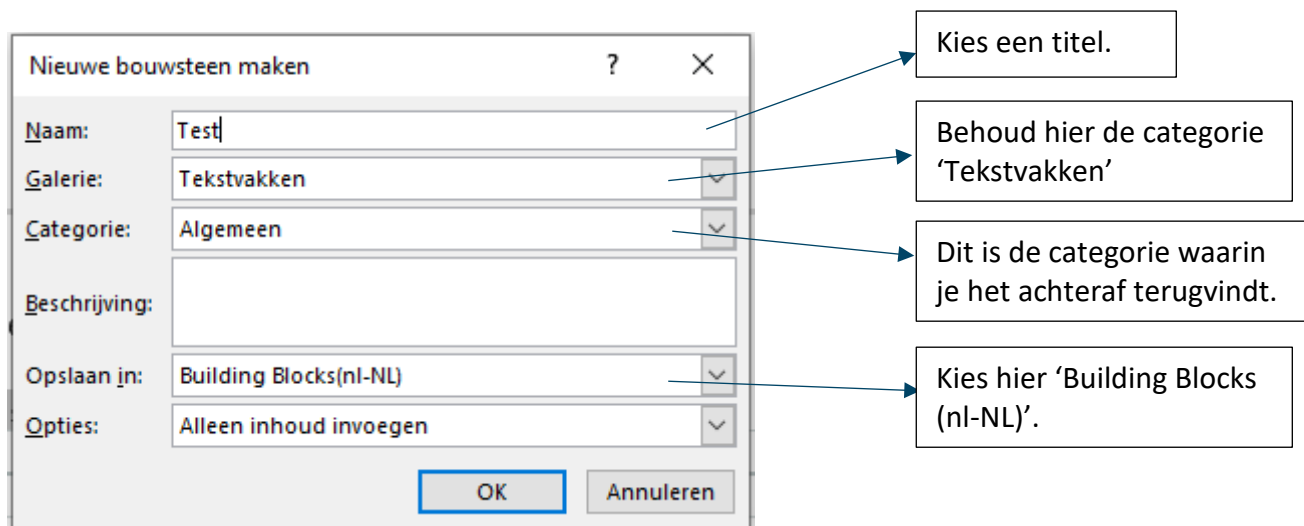 Nieuwe bouwsteen maken ? ×
Naam: Test
Galerie: Tekstvakken
Categorie: Algemeen
Beschrijving:
Opslaan in: Building Blocks(nl-NL)
Opties: Alleen inhoud invoegen
OK Annuleren
Kies een titel.
Behoud hier de categorie
‘Tekstvakken’
Dit is de categorie waarin
je het achteraf terugvindt.
Kies hier ‘Building Blocks
(nl-NL)’.